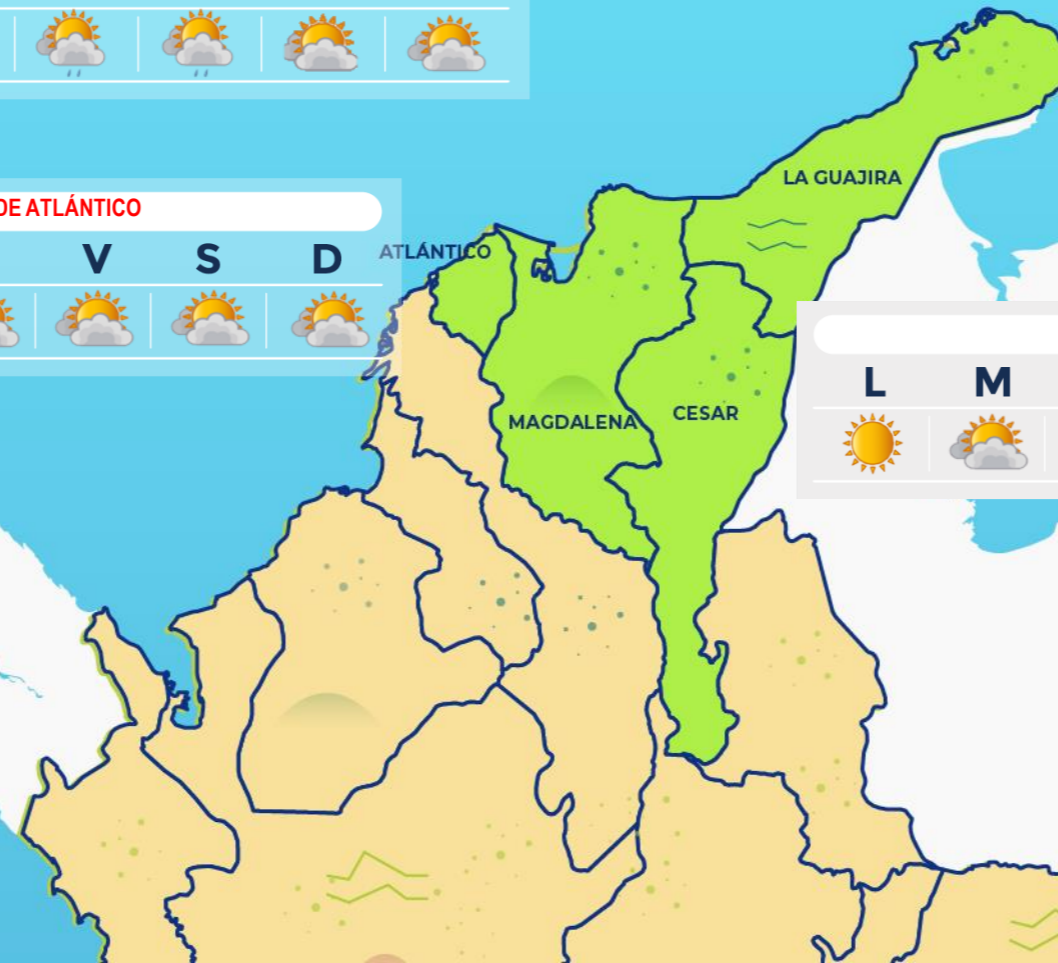 LA GUAJIRA
DE ATLÁNTICO
V S D
ATLÁNTICO
L M
MAGDALENA
CESAR